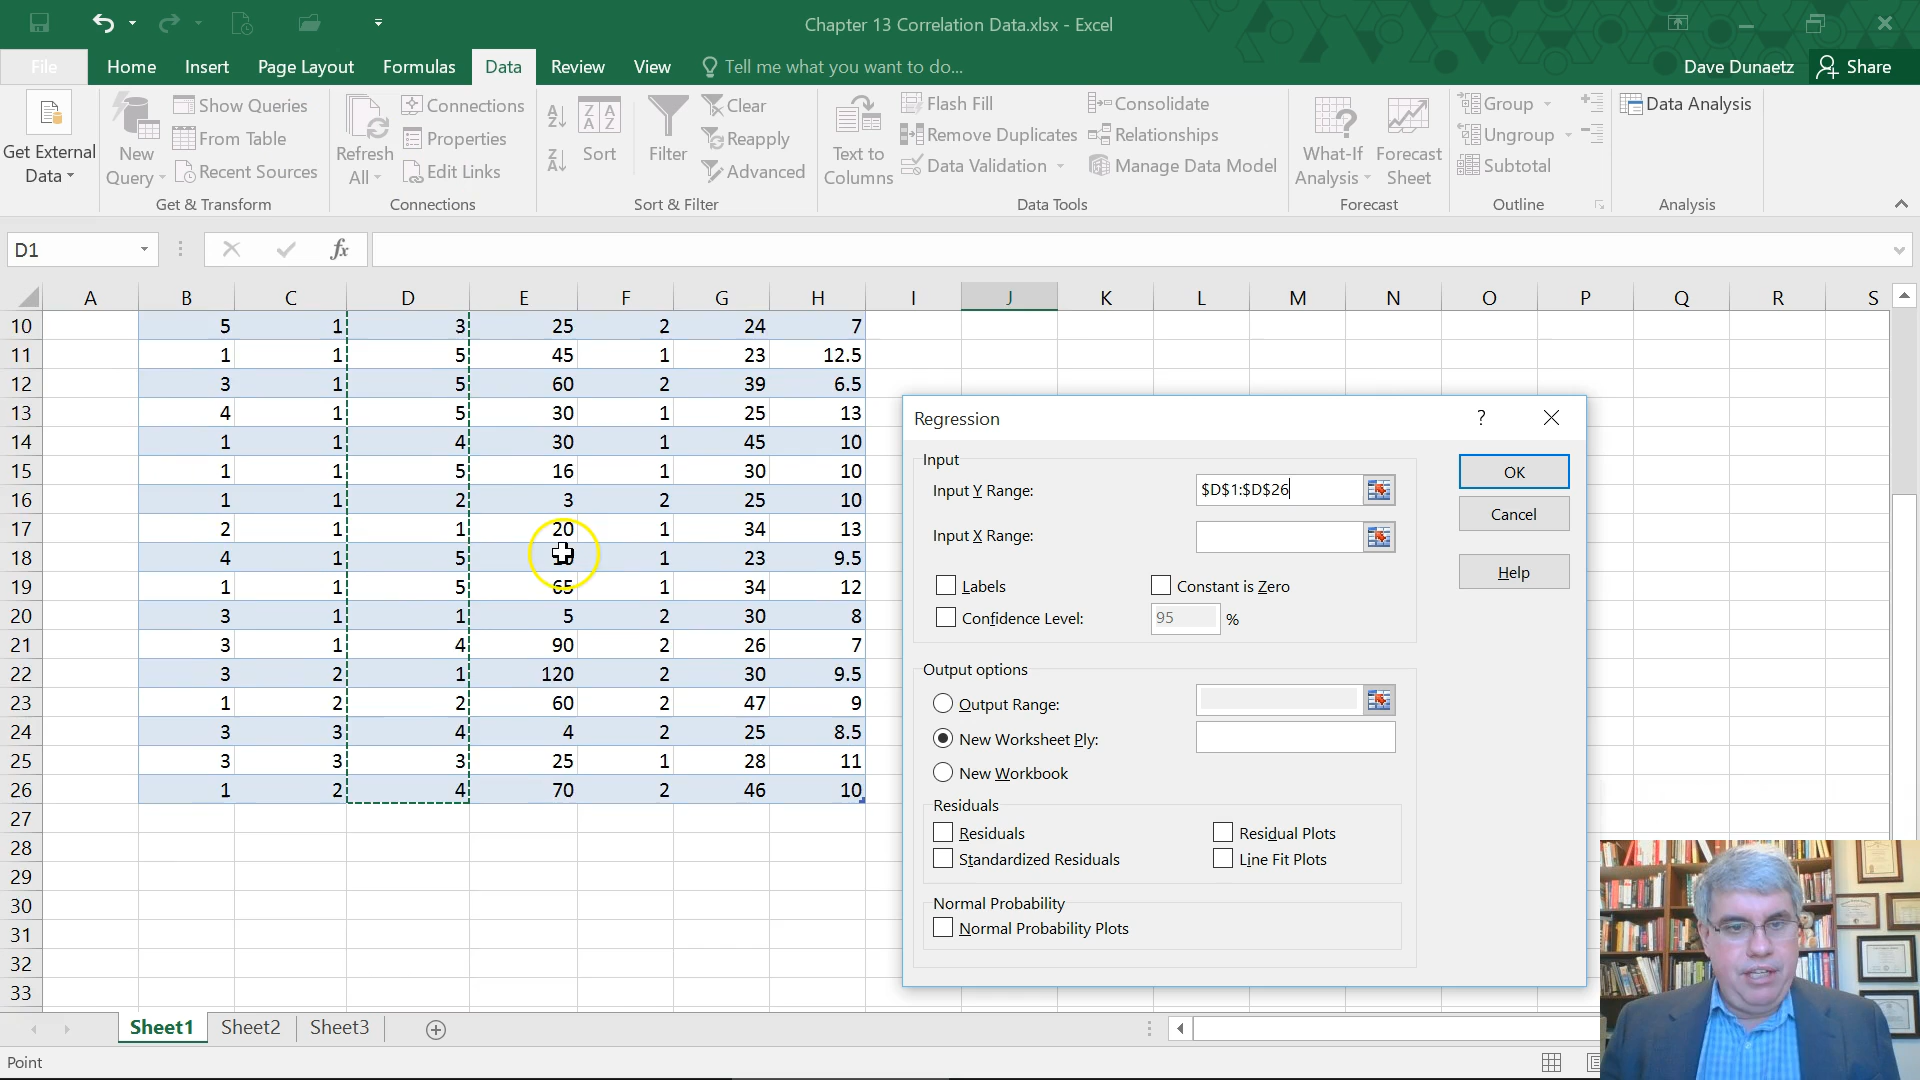 Chapter 13 Correlation Data.xlsx - Excel
File Home Insert Page Layout Formulas Data Review View Tell me what you want to do... Dave Dunaetz Share
Get External Data
New Query
Show Queries
From Table
Recent Sources
Get & Transform
Refresh All
Connections
Properties
Edit Links
Connections
Sort
Filter
Clear
Reapply
Advanced
Sort & Filter
Text to Columns
Flash Fill
Remove Duplicates
Data Validation
Consolidate
Relationships
Manage Data Model
Data Tools
What-If Analysis
Forecast Sheet
Forecast
Group
Ungroup
Subtotal
Outline
Data Analysis
Analysis
D1 fx
A B C D E F G H I J K L M N O P Q R S
10 5 1 3 25 2 24 7
11 1 1 5 45 1 23 12.5
12 3 1 5 60 2 39 6.5
13 4 1 5 30 1 25 13
14 1 1 4 30 1 45 10
15 1 1 5 16 1 30 10
16 1 1 2 3 2 25 10
17 2 1 1 20 1 34 13
18 4 1 5 1 23 9.5
19 1 1 5 65 1 34 12
20 3 1 1 5 2 30 8
21 3 1 4 90 2 26 7
22 3 2 1 120 2 30 9.5
23 1 2 2 60 2 47 9
24 3 3 4 4 2 25 8.5
25 3 3 3 25 1 28 11
26 1 2 4 70 2 46 10
27
28
29
30
31
32
33
Regression ?
Input
Input Y Range: $D$1:$D$26
Input X Range:
Labels Constant is Zero
Confidence Level: 95 %
OK
Cancel
Help
Output options
Output Range:
New Worksheet Ply:
New Workbook
Residuals
Residuals Residual Plots
Standardized Residuals Line Fit Plots
Normal Probability
Normal Probability Plots
Sheet1 Sheet2 Sheet3
Point